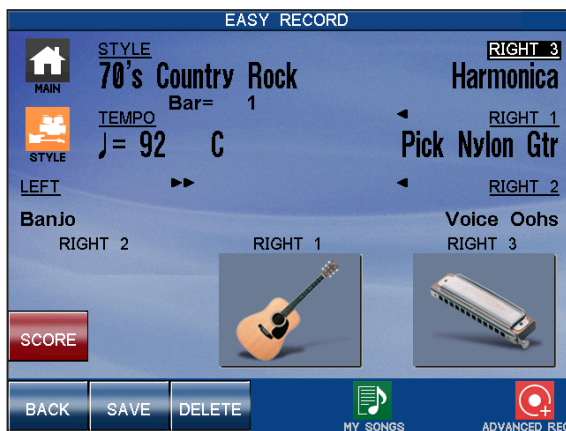 EASY RECORD
STYLE
RIGHT 3
70's Country Rock
Harmonica
MAIN
Bar= 1
TEMPO
RIGHT 1
♩= 92 C
Pick Nylon Gtr
STYLE
LEFT
RIGHT 2
Banjo
Voice Oohs
RIGHT 2 RIGHT 1 RIGHT 3
SCORE
BACK SAVE DELETE
MY SONGS
ADVANCED REC